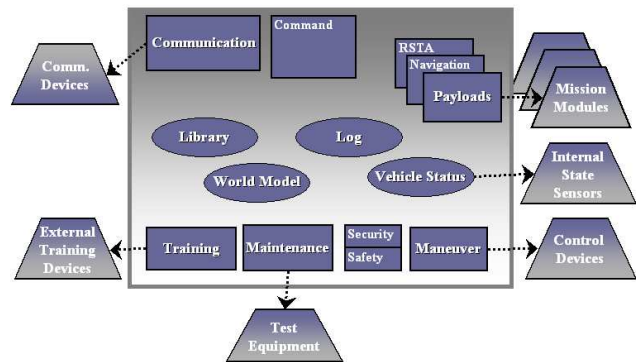 Communication
Command
RSTA
Navigation
Payloads
Comm.
Devices
Mission
Modules
Library
Log
World Model
Vehicle Status
Internal
State
Sensors
External
Training
Devices
Training
Maintenance
Security
Safety
Maneuver
Control
Devices
Test
Equipment